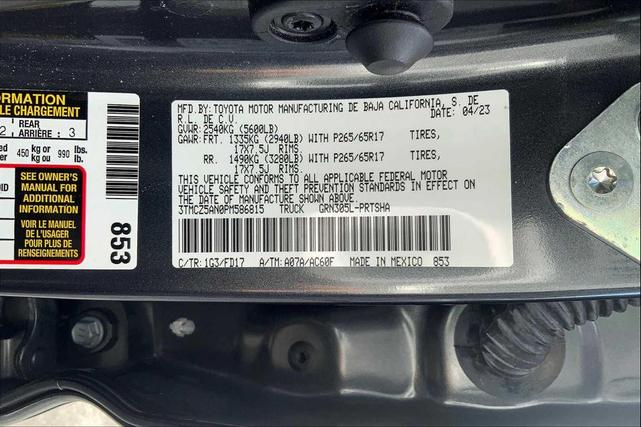 ORMATION
LE CHARGEMENT
2 REAR ARRIÈRE : 3
450 kg or kg ou 990 lbs. lb.
SEE OWNER'S
MANUAL FOR
ADDITIONAL
INFORMATION
VOIR LE MANUEL
DE L'USAGER
POUR PLUS DE
RENSEIGNEMENTS
853
MFD.BY:TOYOTA MOTOR MANUFACTURING DE BAJA CALIFORNIA, S. DE
R.L. DE C.V. DATE: 04/23
GVWR:2540KG(5600LB)
GAWR:FRT. 1335KG (2940LB) WITH P265/65R17 TIRES,
17X7.5J RIMS
RR. 1490KG (3280LB) WITH P265/65R17 TIRES,
17X7.5J RIMS
THIS VEHICLE CONFORMS TO ALL APPLICABLE FEDERAL MOTOR
VEHICLE SAFETY AND THEFT PREVENTION STANDARDS IN EFFECT ON
THE DATE OF MANUFACTURE SHOWN ABOVE.
3TMCZ5AN0PM586815 TRUCK GRN305L-PRTSHA
C/TR:1G3/FD17 A/TM:A07A/AC60F MADE IN MEXICO 853